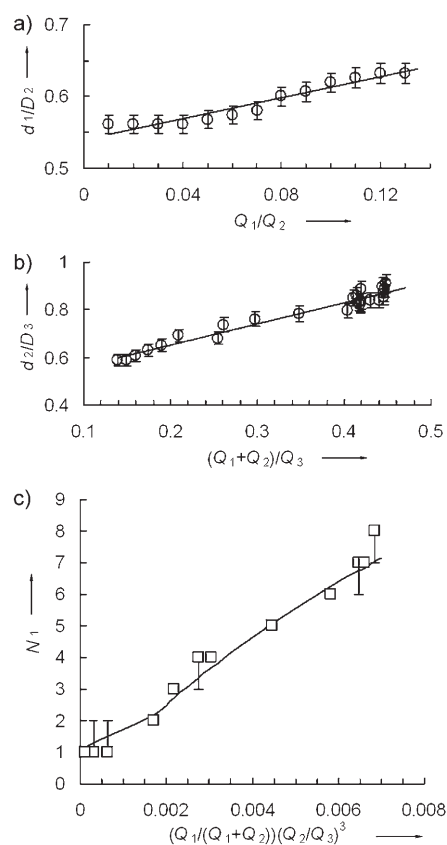 a)
d1/D2
0.7
0.6
0.5
0 0.04 0.08 0.12
Q1/Q2
b)
d2/D3
1
0.8
0.6
0.4
0.1 0.2 0.3 0.4 0.5
(Q1+Q2)/Q3
c)
N1
9
8
7
6
5
4
3
2
1
0
0 0.002 0.004 0.006 0.008
(Q1/(Q1+Q2))(Q2/Q3)³